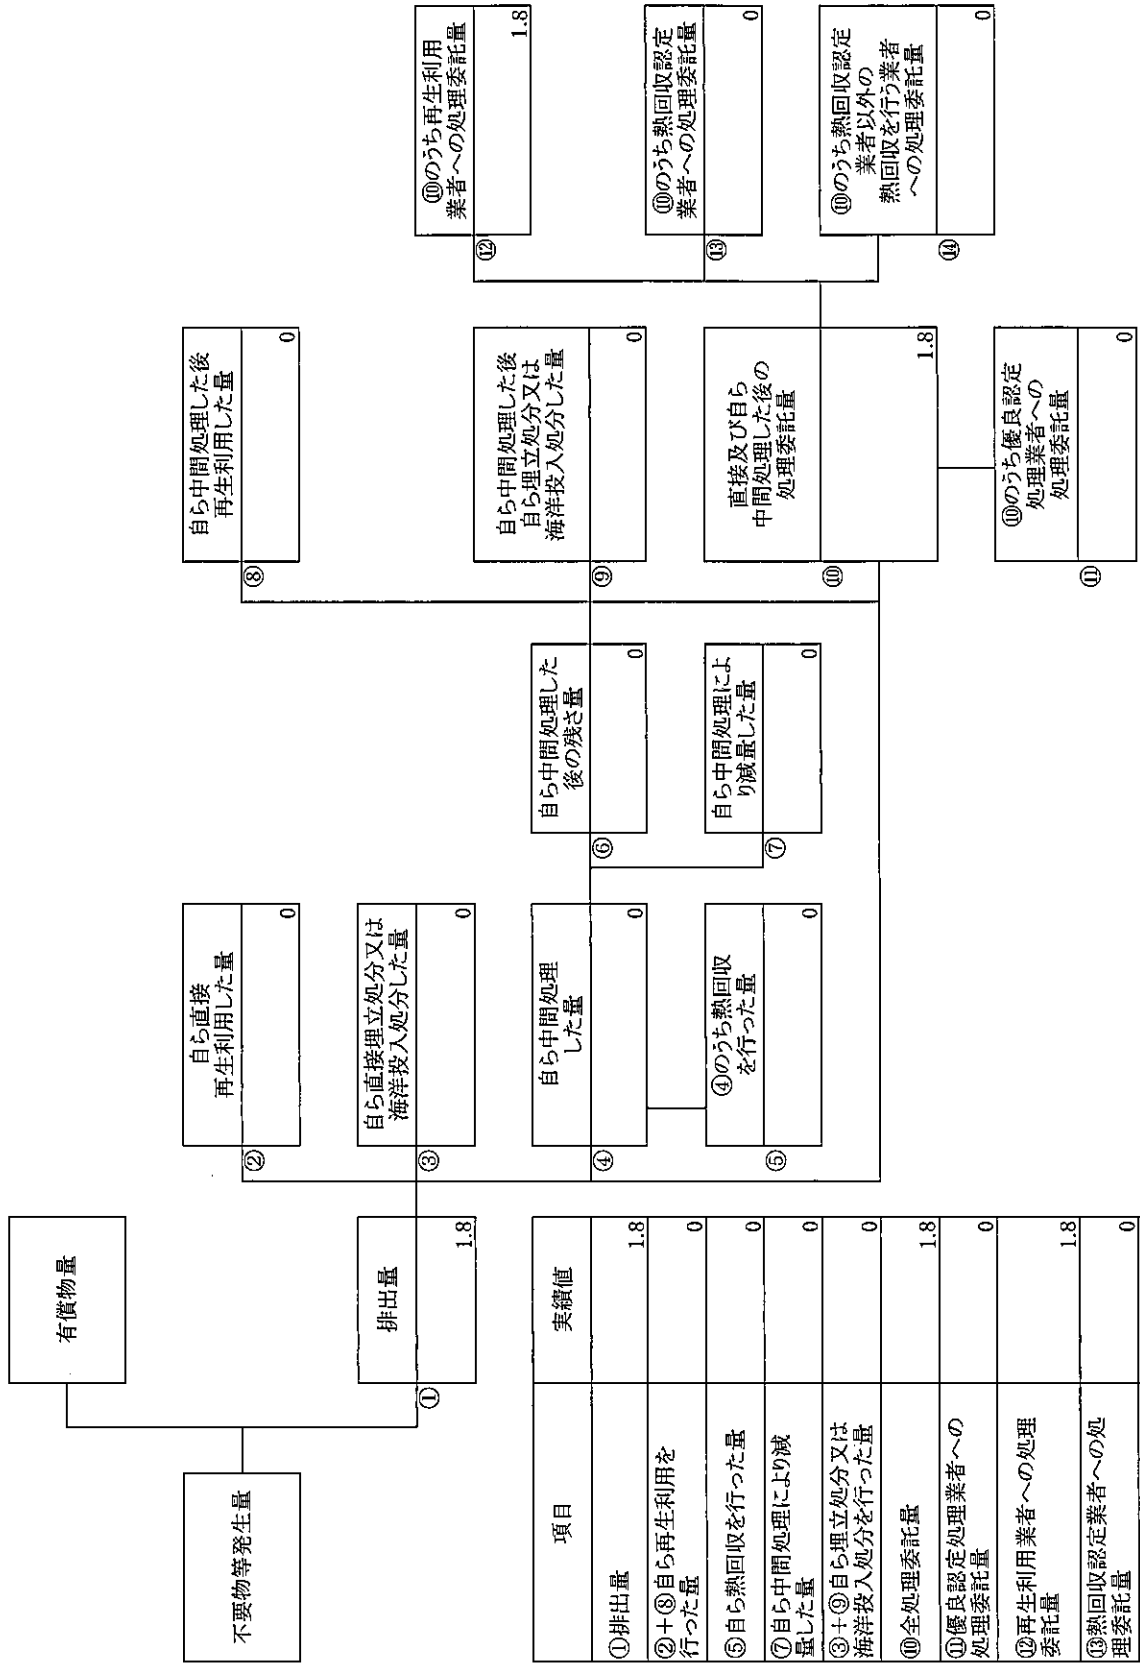 有償物量
不要物等発生量
①
排出量
1.8
②
自ら直接
再生利用した量
0
③
自ら直接埋立処分又は
海洋投入処分した量
0
④
自ら中間処理
した量
0
⑤
④のうち熱回収
を行った量
0
⑥
自ら中間処理した
後の残さ量
0
⑦
自ら中間処理によ
り減量した量
0
⑧
自ら中間処理した後
再生利用した量
0
⑨
自ら中間処理した後
自ら埋立処分又は
海洋投入処分した量
0
⑩
直接及び自ら
中間処理した後の
処理委託量
1.8
⑪
⑩のうち優良認定
処理業者への
処理委託量
0
⑫
⑩のうち再生利用
業者への処理委託量
1.8
⑬
⑩のうち熱回収認定
業者への処理委託量
0
⑭
⑩のうち熱回収認定
業者以外の
熱回収を行う業者
への処理委託量
0
項目 実績値
①排出量 1.8
②+⑧自ら再生利用を
行った量 0
⑤自ら熱回収を行った量 0
⑦自ら中間処理により減
量した量 0
③+⑨自ら埋立処分又は
海洋投入処分を行った量 0
⑩全処理委託量 1.8
⑪優良認定処理業者への
処理委託量 0
⑫再生利用業者への処理
委託量 1.8
⑬熱回収認定業者への処
理委託量 0